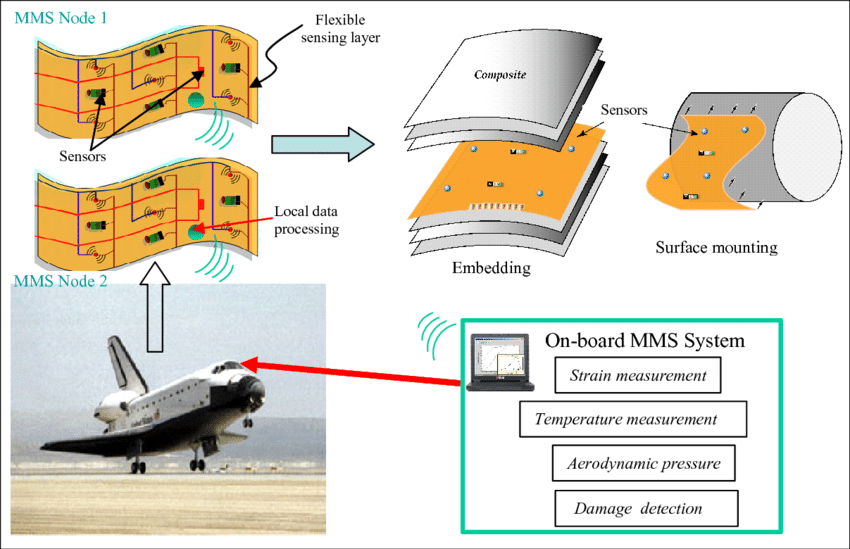 MMS Node 1
Flexible
sensing layer
Sensors
Composite
Sensors
Local data
processing
Embedding
Surface mounting
MMS Node 2
On-board MMS System
Strain measurement
Temperature measurement
Aerodynamic pressure
Damage detection